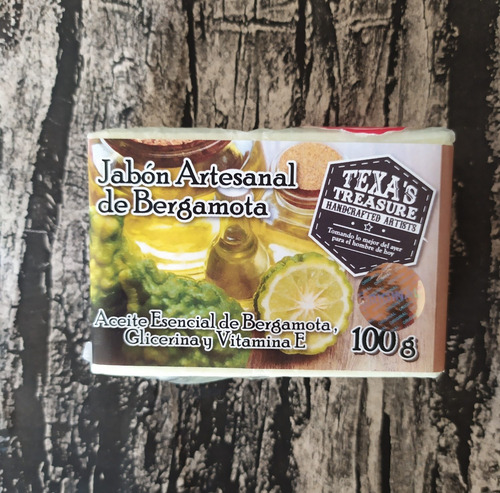 Jabón Artesanal
de Bergamota
TEXA'S
TREASURE
HANDCRAFTED ARTISTS
Tomando lo mejor del ayer
para el hombre de hoy
Aceite Esencial de Bergamota,
Glicerina y Vitamina E
100 g